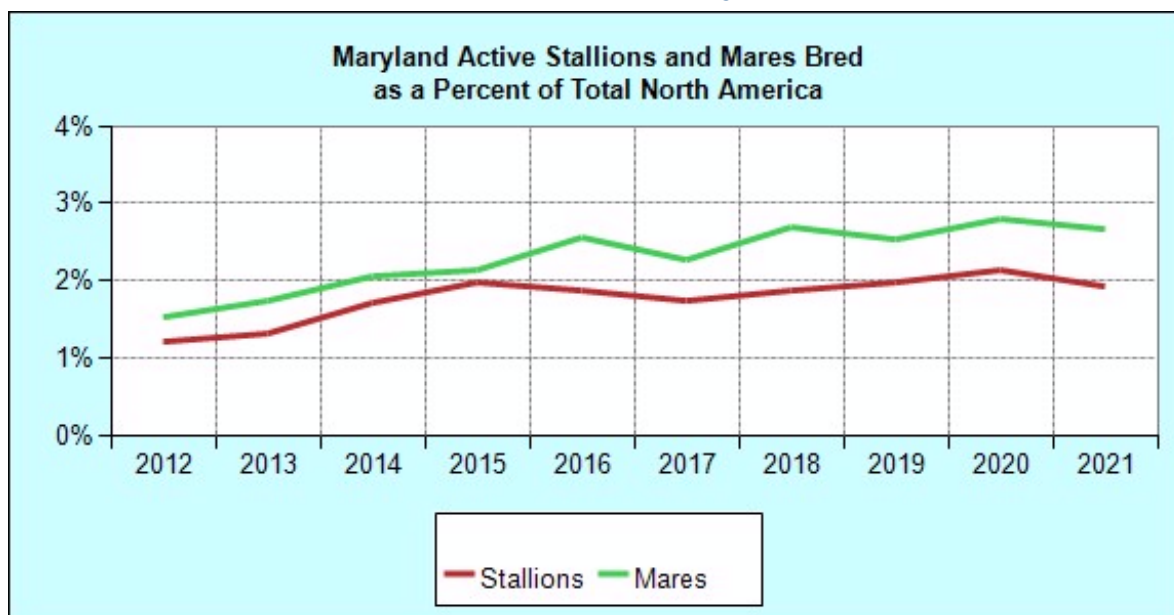 Maryland Active Stallions and Mares Bred
as a Percent of Total North America
4%
3%
2%
1%
0%
2012 2013 2014 2015 2016 2017 2018 2019 2020 2021
Stallions Mares